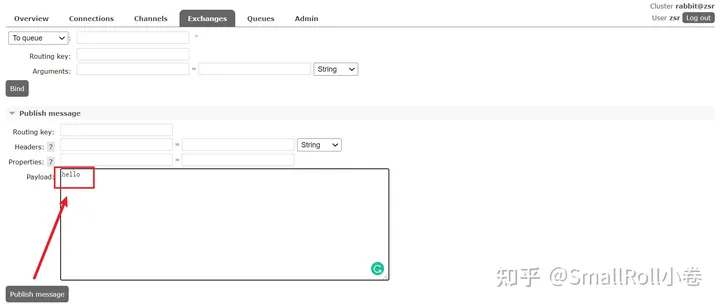 Cluster rabbit@zsr
User zsr Log out
Overview Connections Channels Exchanges Queues Admin
To queue : *
Routing key:
Arguments: = String
Bind
Publish message
Routing key:
Headers: ? = String
Properties: ? =
Payload: hello
Publish message
知乎 @SmallRoll小卷